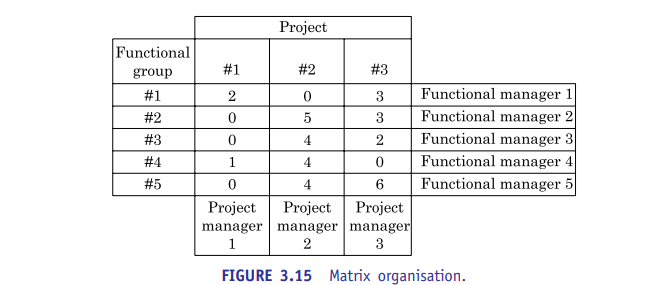 Project
Functional
group #1 #2 #3
#1 2 0 3 Functional manager 1
#2 0 5 3 Functional manager 2
#3 0 4 2 Functional manager 3
#4 1 4 0 Functional manager 4
#5 0 4 6 Functional manager 5
Project Project Project
manager manager manager
1 2 3
FIGURE 3.15 Matrix organisation.